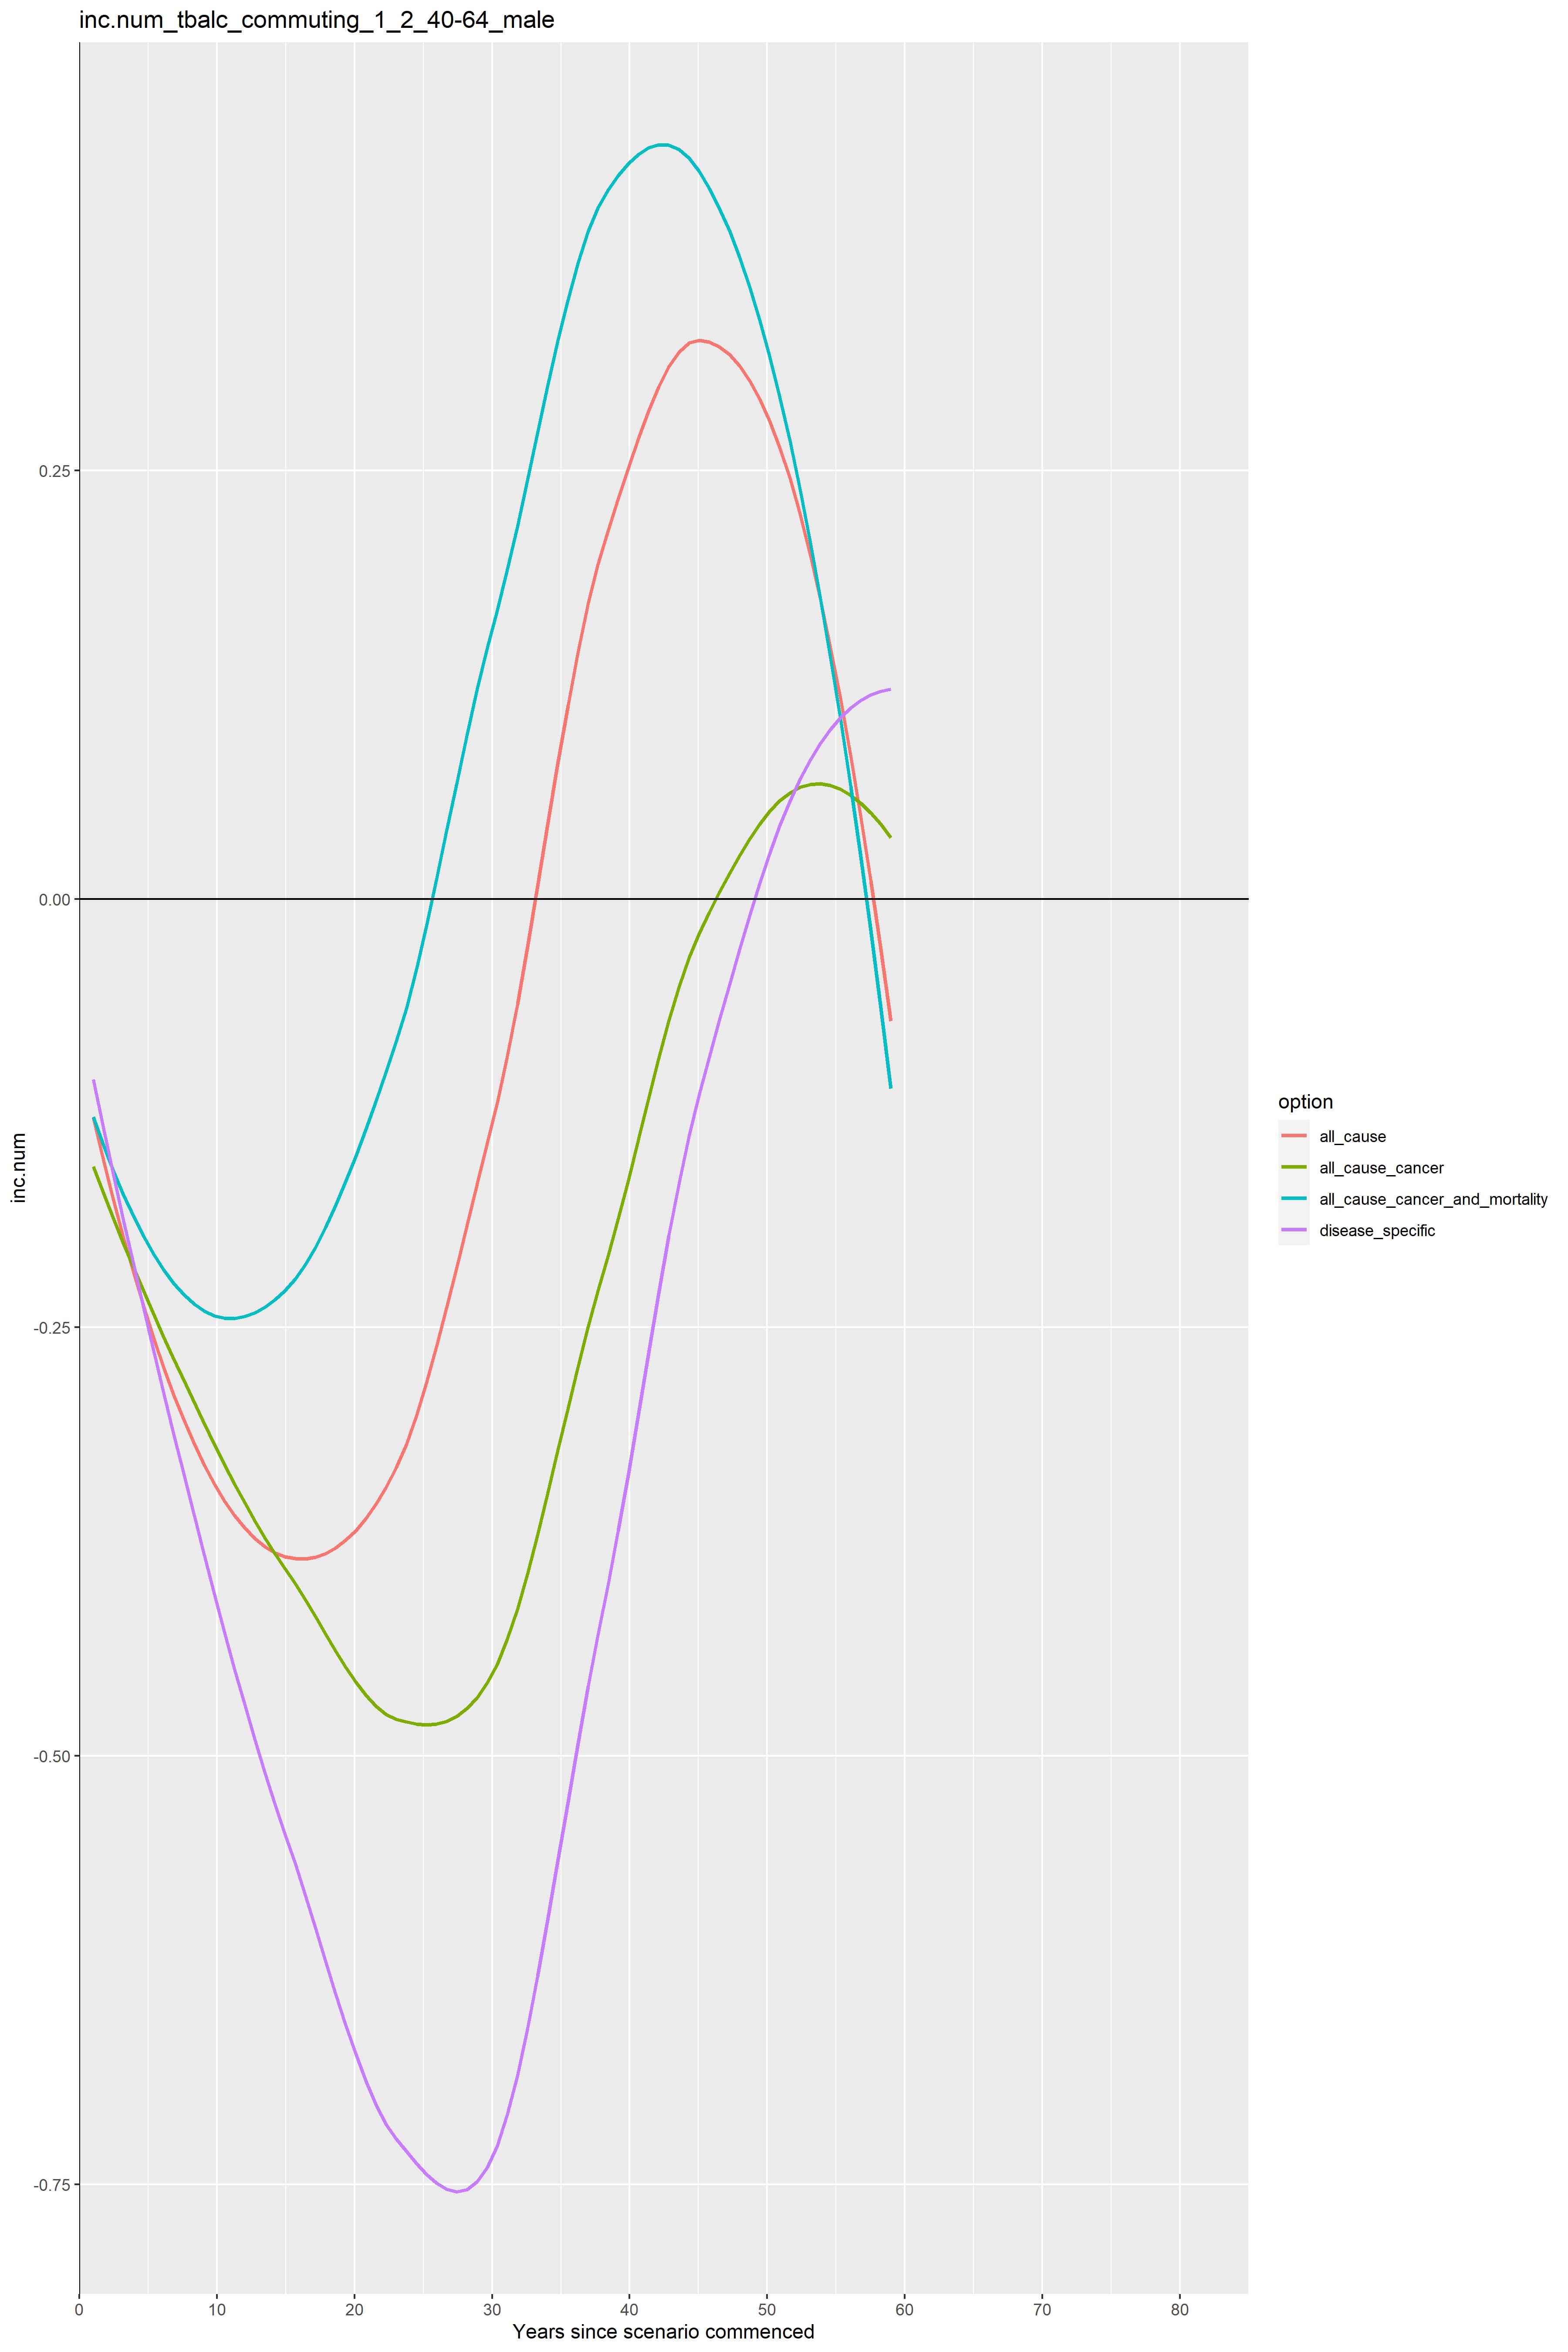 inc.num_tbalc_commuting_1_2_40-64_male
inc.num
0.25
0.00
-0.25
-0.50
-0.75
0 10 20 30 40 50 60 70 80
Years since scenario commenced
option
all_cause
all_cause_cancer
all_cause_cancer_and_mortality
disease_specific